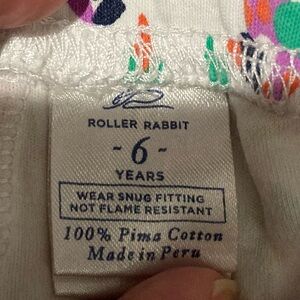 ROLLER RABBIT
- 6 -
YEARS
WEAR SNUG FITTING
NOT FLAME RESISTANT
100% Pima Cotton
Made in Peru